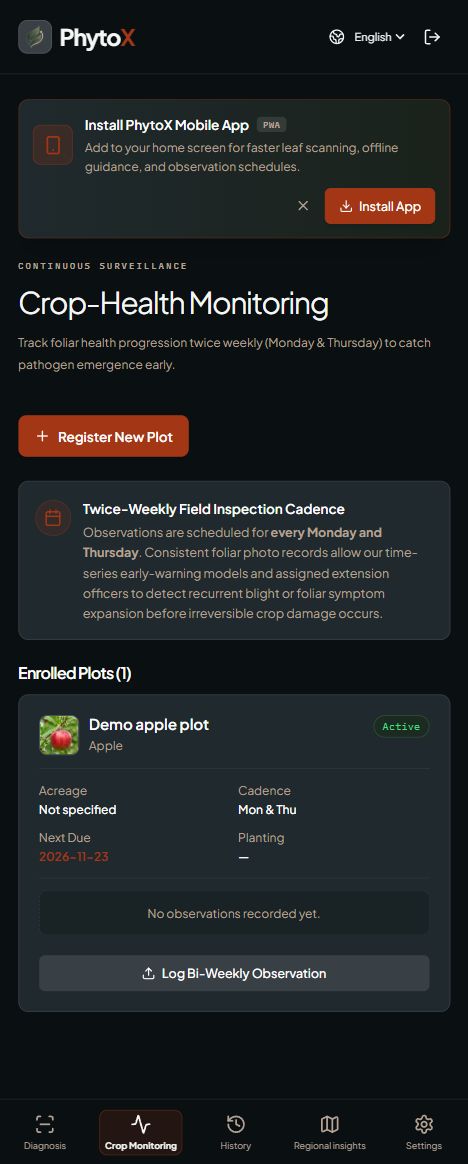 PhytoX
English
Install PhytoX Mobile App PWA
Add to your home screen for faster leaf scanning, offline
guidance, and observation schedules.
Install App
CONTINUOUS SURVEILLANCE
Crop-Health Monitoring
Track foliar health progression twice weekly (Monday & Thursday) to catch
pathogen emergence early.
Register New Plot
Twice-Weekly Field Inspection Cadence
Observations are scheduled for every Monday and
Thursday. Consistent foliar photo records allow our time-
series early-warning models and assigned extension
officers to detect recurrent blight or foliar symptom
expansion before irreversible crop damage occurs.
Enrolled Plots (1)
Demo apple plot
Active
Apple
Acreage Cadence
Not specified Mon & Thu
Next Due Planting
2026-11-23 —
No observations recorded yet.
Log Bi-Weekly Observation
Diagnosis Crop Monitoring History Regional insights Settings